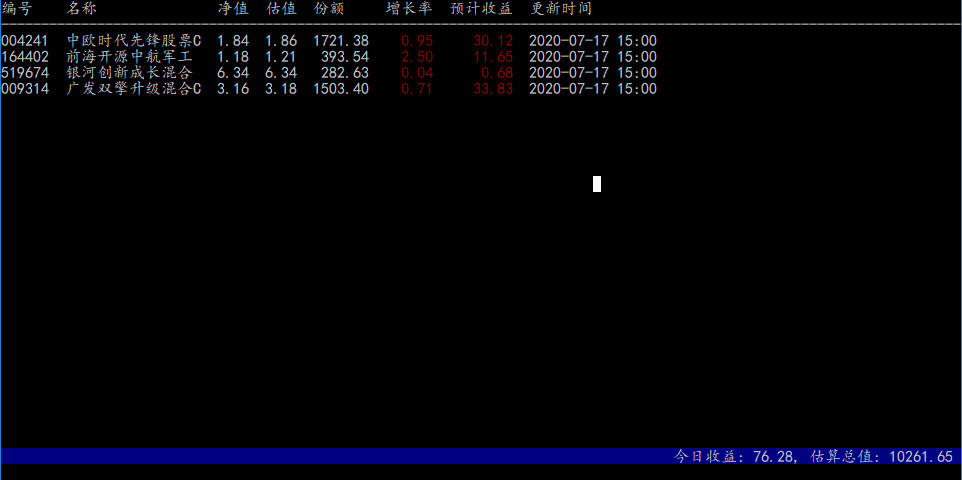 编号 名称 净值 估值 份额 增长率 预计收益 更新时间
004241 中欧时代先锋股票C 1.84 1.86 1721.38 0.95 30.12 2020-07-17 15:00
164402 前海开源中航军工 1.18 1.21 393.54 2.50 11.65 2020-07-17 15:00
519674 银河创新成长混合 6.34 6.34 282.63 0.04 0.68 2020-07-17 15:00
009314 广发双擎升级混合C 3.16 3.18 1503.40 0.71 33.83 2020-07-17 15:00
今日收益: 76.28, 估算总值: 10261.65